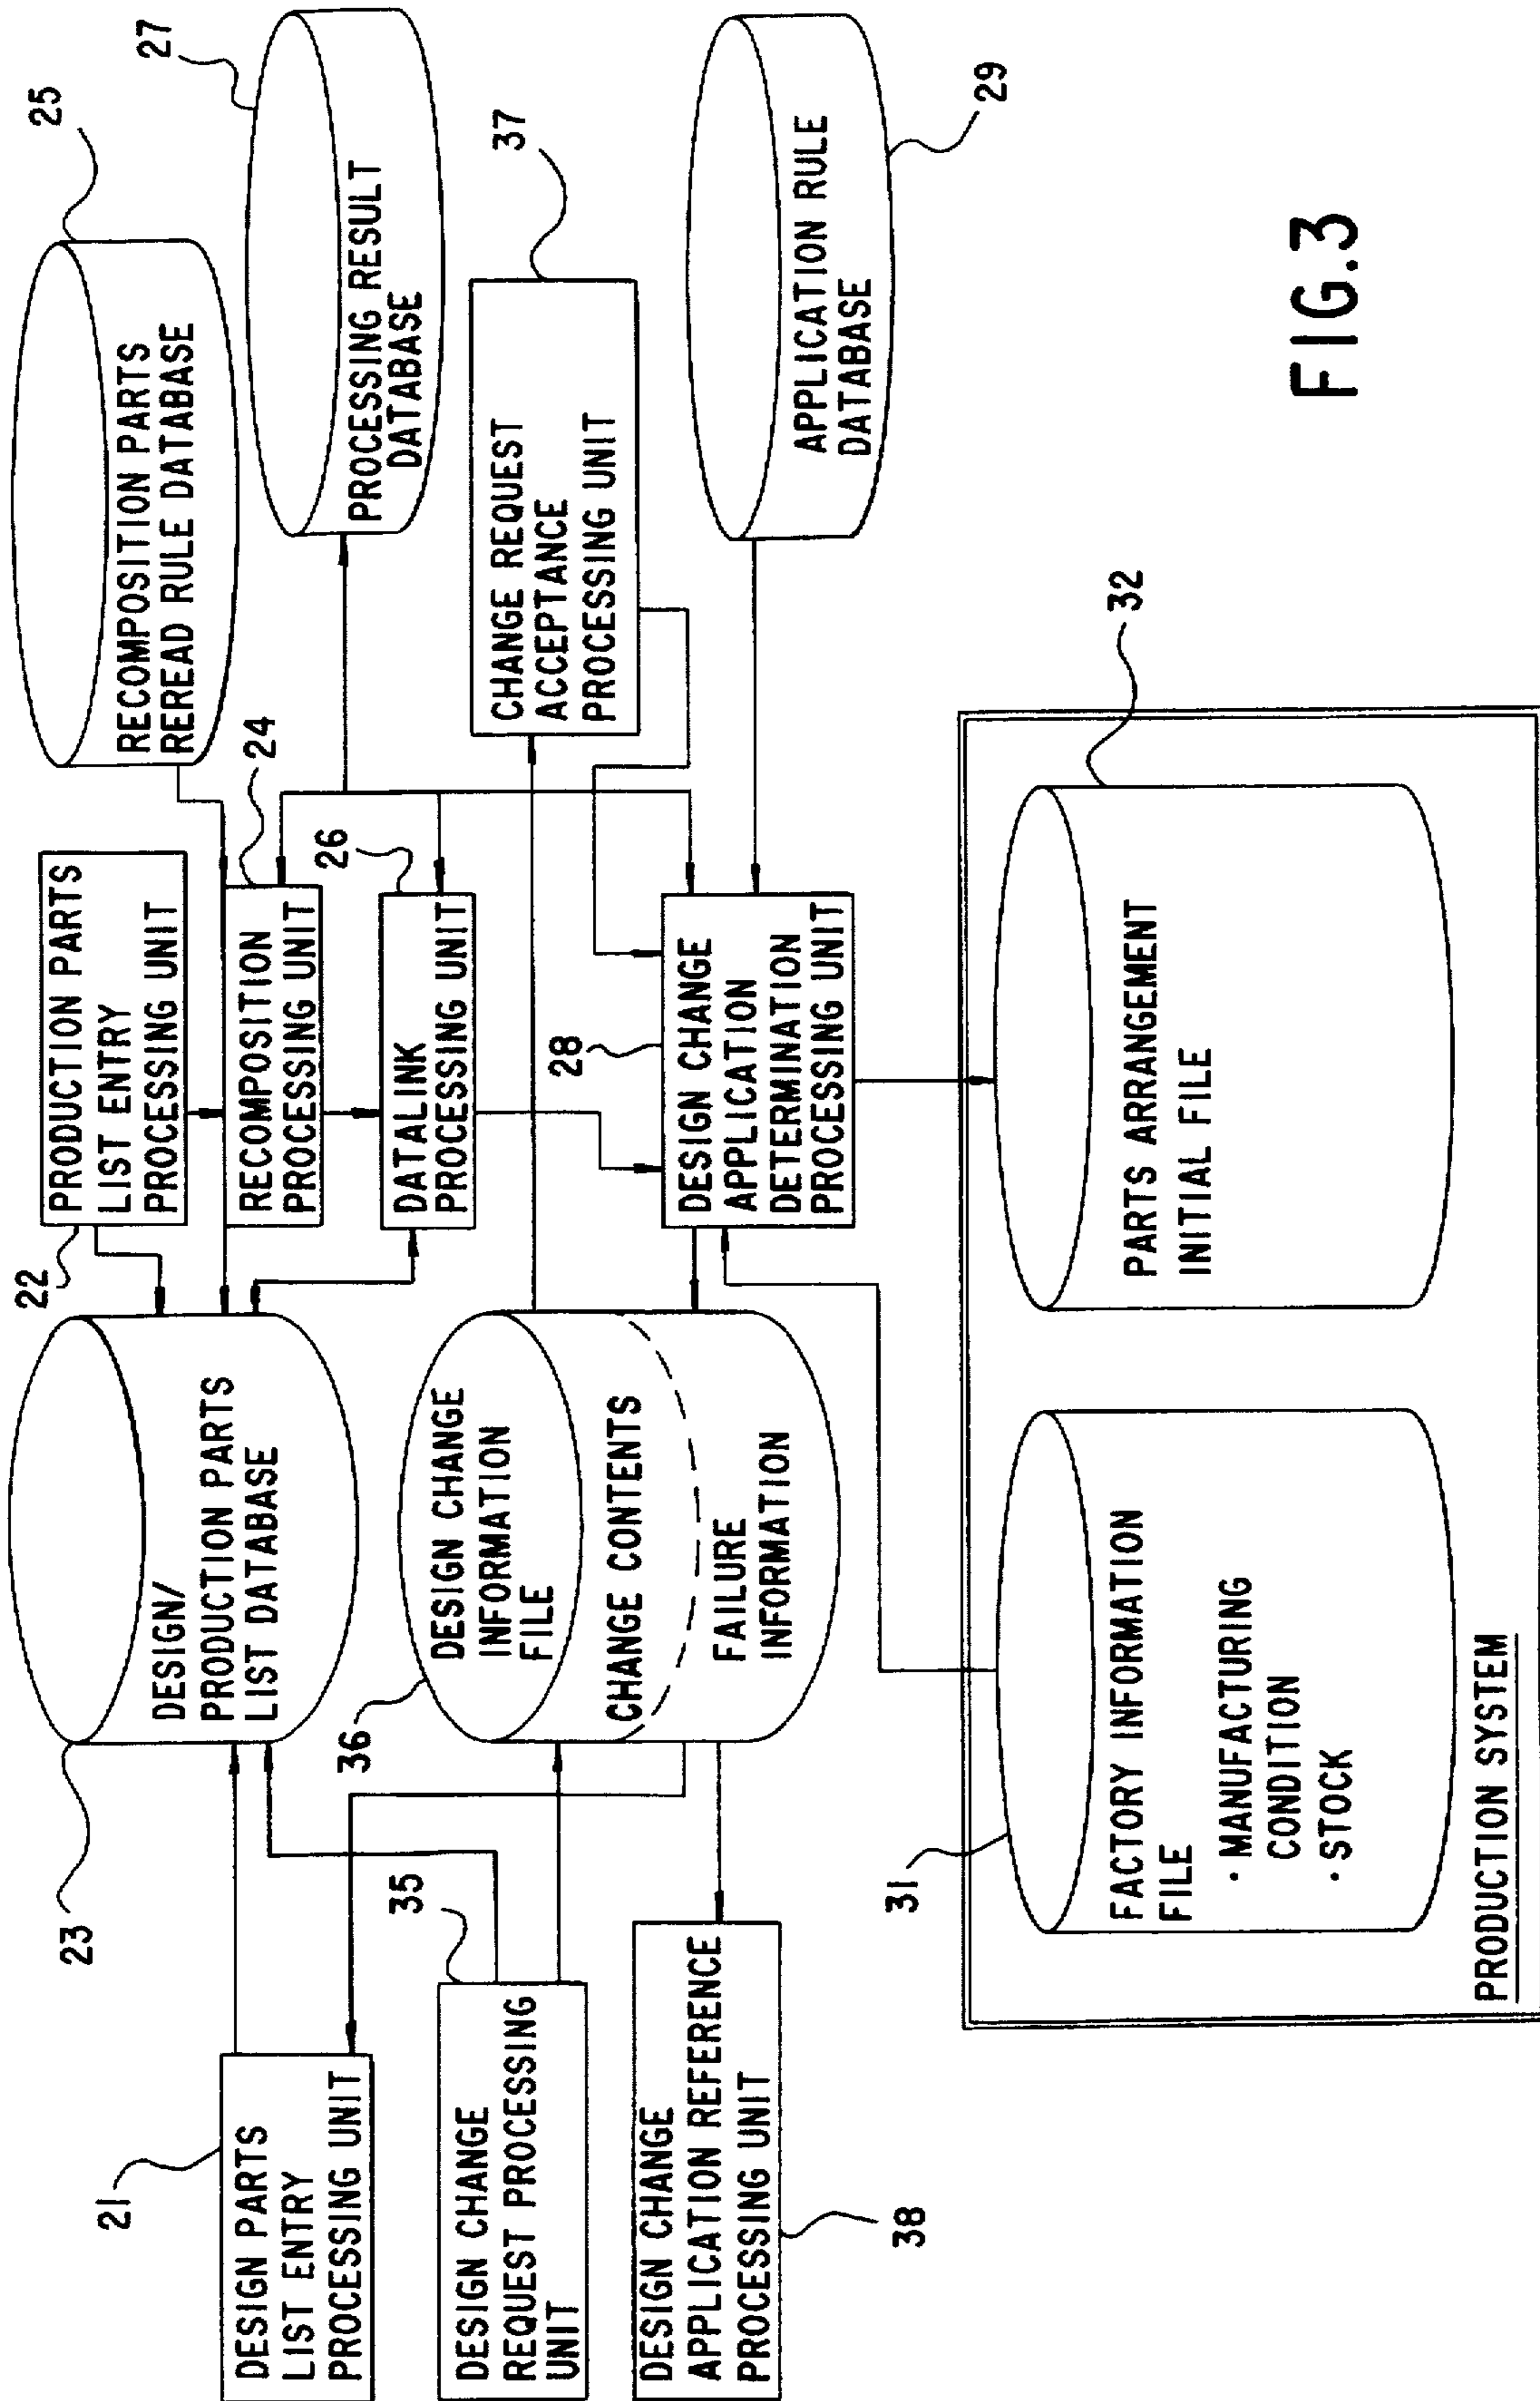 21
DESIGN PARTS
LIST ENTRY
PROCESSING UNIT
DESIGN CHANGE
REQUEST PROCESSING
UNIT
35
DESIGN CHANGE
APPLICATION REFERENCE
PROCESSING UNIT
38
23
DESIGN/
PRODUCTION PARTS
LIST DATABASE
36
DESIGN CHANGE
INFORMATION
FILE
CHANGE CONTENTS
FAILURE
INFORMATION
22
PRODUCTION PARTS
LIST ENTRY
PROCESSING UNIT
24
RECOMPOSITION
PROCESSING UNIT
26
DATALINK
PROCESSING UNIT
28
DESIGN CHANGE
APPLICATION
DETERMINATION
PROCESSING UNIT
25
RECOMPOSITION PARTS
REREAD RULE DATABASE
27
PROCESSING RESULT
DATABASE
37
CHANGE REQUEST
ACCEPTANCE
PROCESSING UNIT
APPLICATION RULE
DATABASE
29
31
FACTORY INFORMATION
FILE
· MANUFACTURING
CONDITION
· STOCK
32
PARTS ARRANGEMENT
INITIAL FILE
PRODUCTION SYSTEM
FIG.3